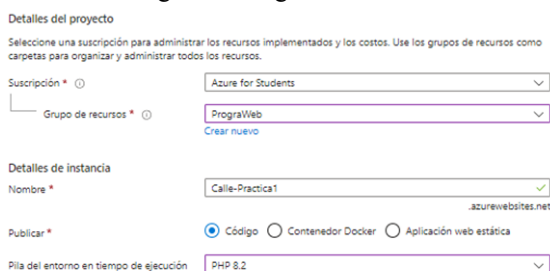 Detalles del proyecto
Seleccione una suscripción para administrar los recursos implementados y los costos. Use los grupos de recursos como
carpetas para organizar y administrar todos los recursos.
Suscripción *
Azure for Students
Grupo de recursos *
PrograWeb
Crear nuevo
Detalles de instancia
Nombre *
Calle-Practica1
.azurewebsites.net
Publicar *
Código Contenedor Docker Aplicación web estática
Pila del entorno en tiempo de ejecución
PHP 8.2